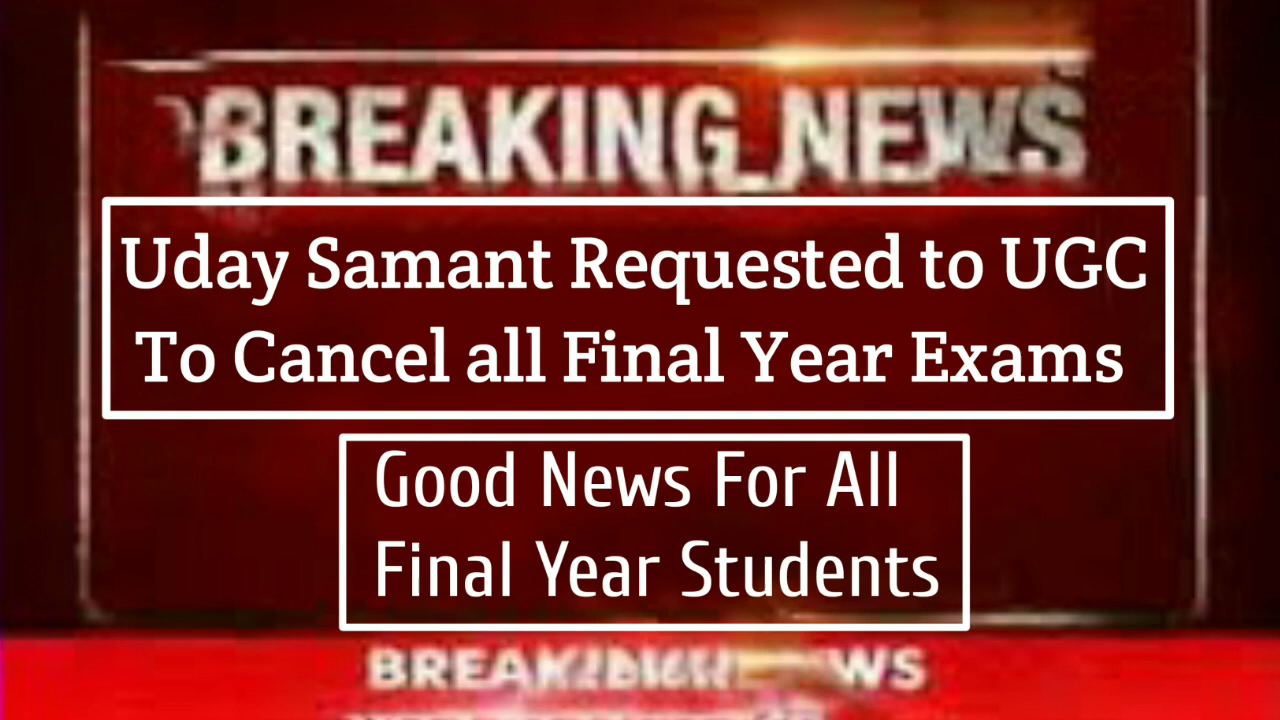 BREAKING NEWS
Uday Samant Requested to UGC
To Cancel all Final Year Exams
Good News For All
Final Year Students